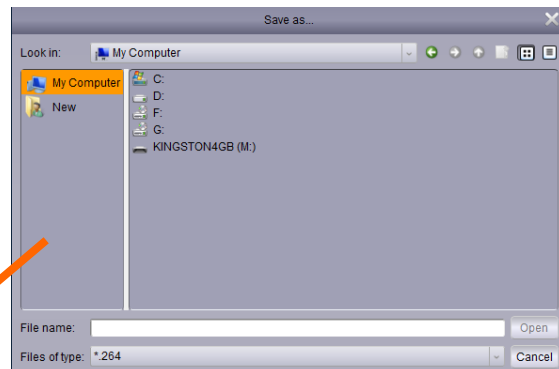 Save as...
Look in: My Computer
My Computer
New
C:
D:
F:
G:
KINGSTON4GB (M:)
File name: Open
Files of type: *.264 Cancel